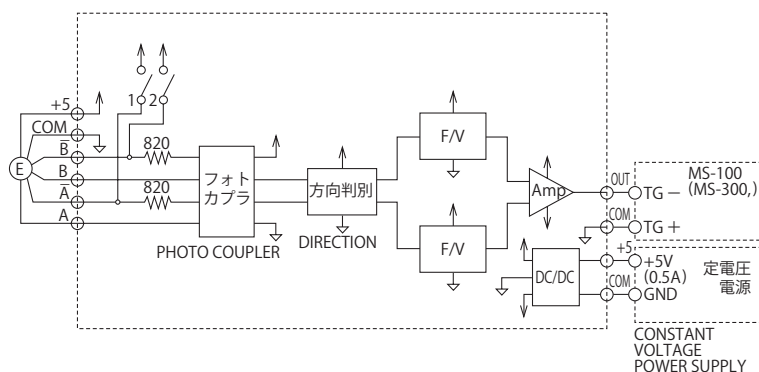 1 2
+5
COM
B
820
B
A
820
A
E
フォト
カプラ
PHOTO COUPLER
方向判別
DIRECTION
F/V
F/V
Amp
DC/DC
OUT
COM
+5
COM
TG −
TG +
MS-100
(MS-300,)
+5V
(0.5A)
GND
定電圧
電源
CONSTANT
VOLTAGE
POWER SUPPLY